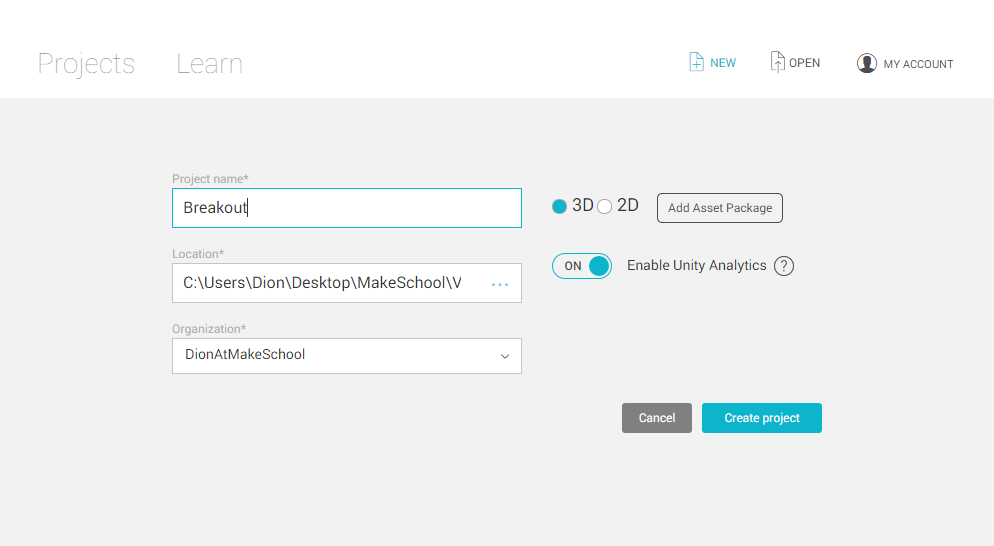 Projects Learn NEW OPEN MY ACCOUNT
Project name*
Breakout
3D 2D Add Asset Package
Location*
C:\Users\Dion\Desktop\MakeSchool\V ...
ON Enable Unity Analytics ?
Organization*
DionAtMakeSchool
Cancel Create project